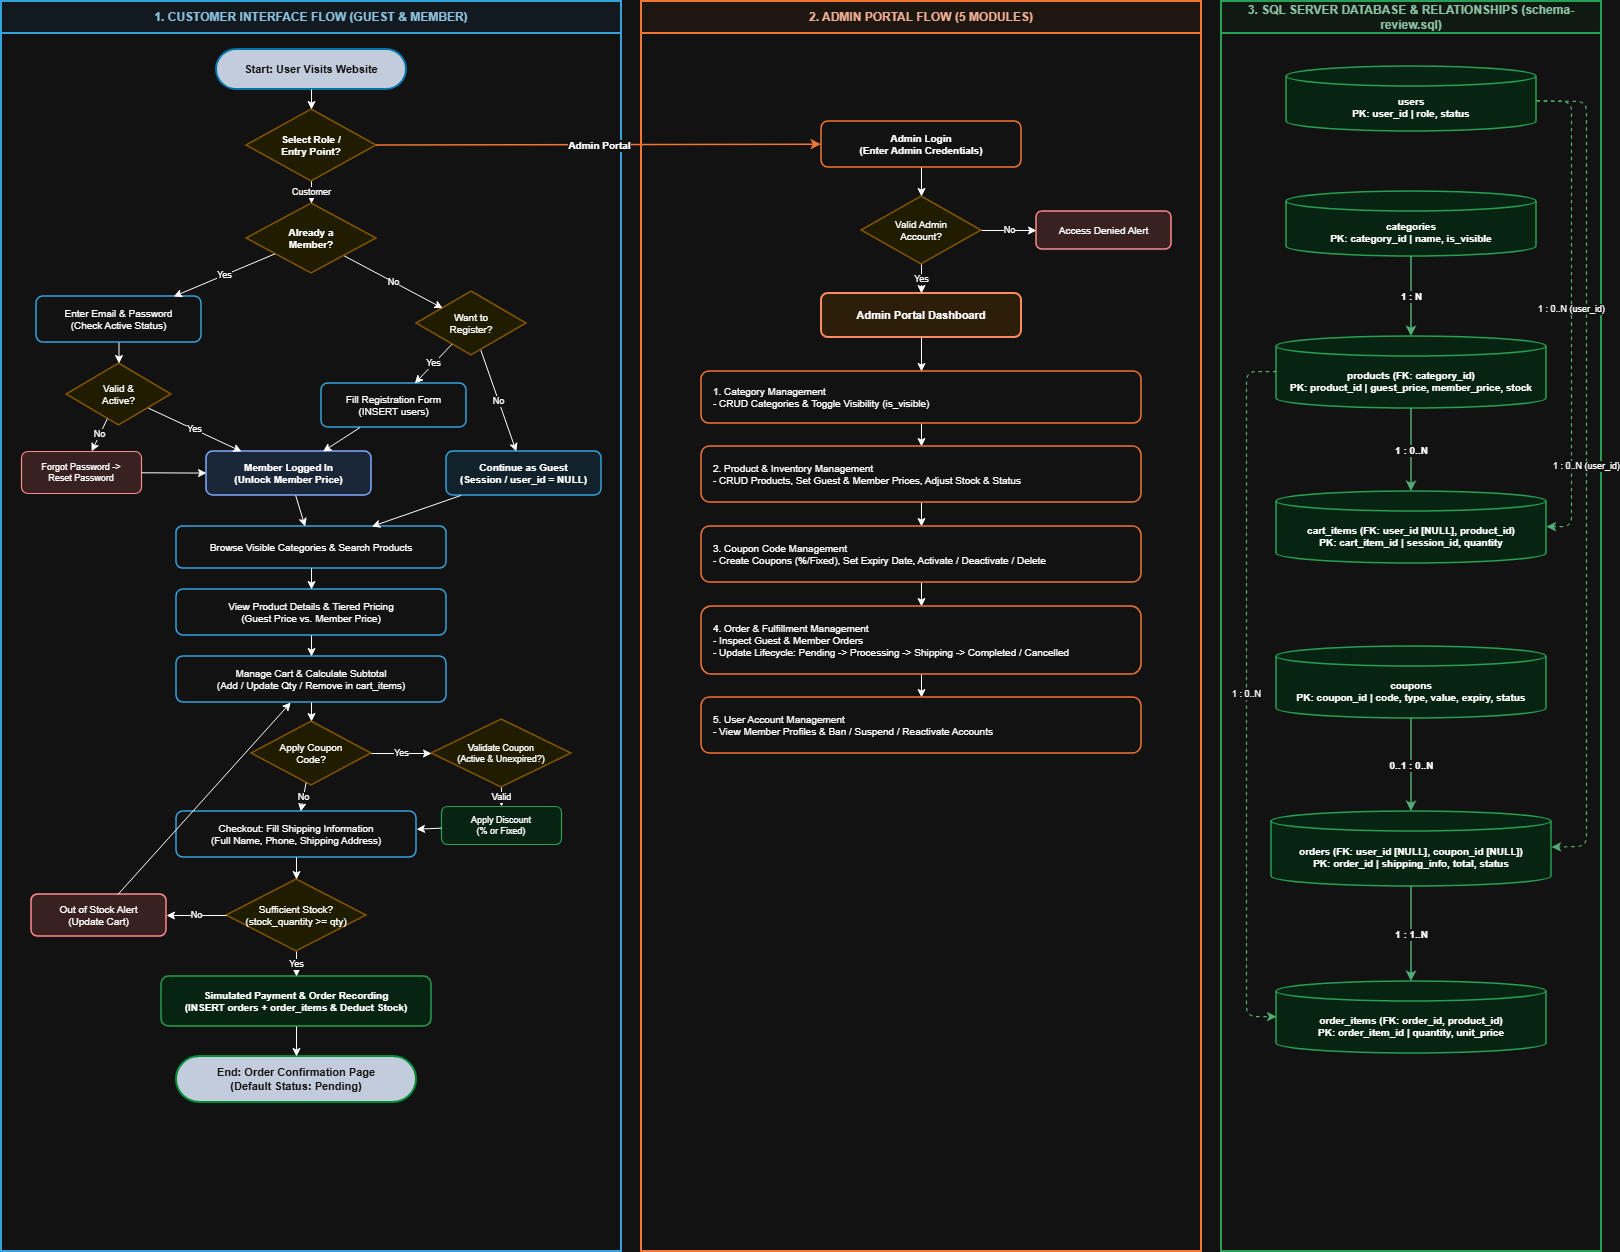 1. CUSTOMER INTERFACE FLOW (GUEST & MEMBER)
Start: User Visits Website
Select Role /
Entry Point?
Admin Portal
Customer
Already a
Member?
Yes
No
Enter Email & Password
(Check Active Status)
Want to
Register?
Yes
No
Valid &
Active?
Fill Registration Form
(INSERT users)
No
Yes
Forgot Password ->
Reset Password
Member Logged In
(Unlock Member Price)
Continue as Guest
(Session / user_id = NULL)
Browse Visible Categories & Search Products
View Product Details & Tiered Pricing
(Guest Price vs. Member Price)
Manage Cart & Calculate Subtotal
(Add / Update Qty / Remove in cart_items)
Apply Coupon
Code?
Yes
Validate Coupon
(Active & Unexpired?)
No
Valid
Checkout: Fill Shipping Information
(Full Name, Phone, Shipping Address)
Apply Discount
(% or Fixed)
Out of Stock Alert
(Update Cart)
No
Sufficient Stock?
(stock_quantity >= qty)
Yes
Simulated Payment & Order Recording
(INSERT orders + order_items & Deduct Stock)
End: Order Confirmation Page
(Default Status: Pending)
2. ADMIN PORTAL FLOW (5 MODULES)
Admin Login
(Enter Admin Credentials)
Valid Admin
Account?
No
Access Denied Alert
Yes
Admin Portal Dashboard
1. Category Management
- CRUD Categories & Toggle Visibility (is_visible)
2. Product & Inventory Management
- CRUD Products, Set Guest & Member Prices, Adjust Stock & Status
3. Coupon Code Management
- Create Coupons (%/Fixed), Set Expiry Date, Activate / Deactivate / Delete
4. Order & Fulfillment Management
- Inspect Guest & Member Orders
- Update Lifecycle: Pending -> Processing -> Shipping -> Completed / Cancelled
5. User Account Management
- View Member Profiles & Ban / Suspend / Reactivate Accounts
3. SQL SERVER DATABASE & RELATIONSHIPS (schema-
review.sql)
users
PK: user_id | role, status
categories
PK: category_id | name, is_visible
1 : N
1 : 0..N (user_id)
products (FK: category_id)
PK: product_id | guest_price, member_price, stock
1 : 0..N
1 : 0..N (user_id)
cart_items (FK: user_id [NULL], product_id)
PK: cart_item_id | session_id, quantity
coupons
PK: coupon_id | code, type, value, expiry, status
1 : 0..N
0..1 : 0..N
orders (FK: user_id [NULL], coupon_id [NULL])
PK: order_id | shipping_info, total, status
1 : 1..N
order_items (FK: order_id, product_id)
PK: order_item_id | quantity, unit_price